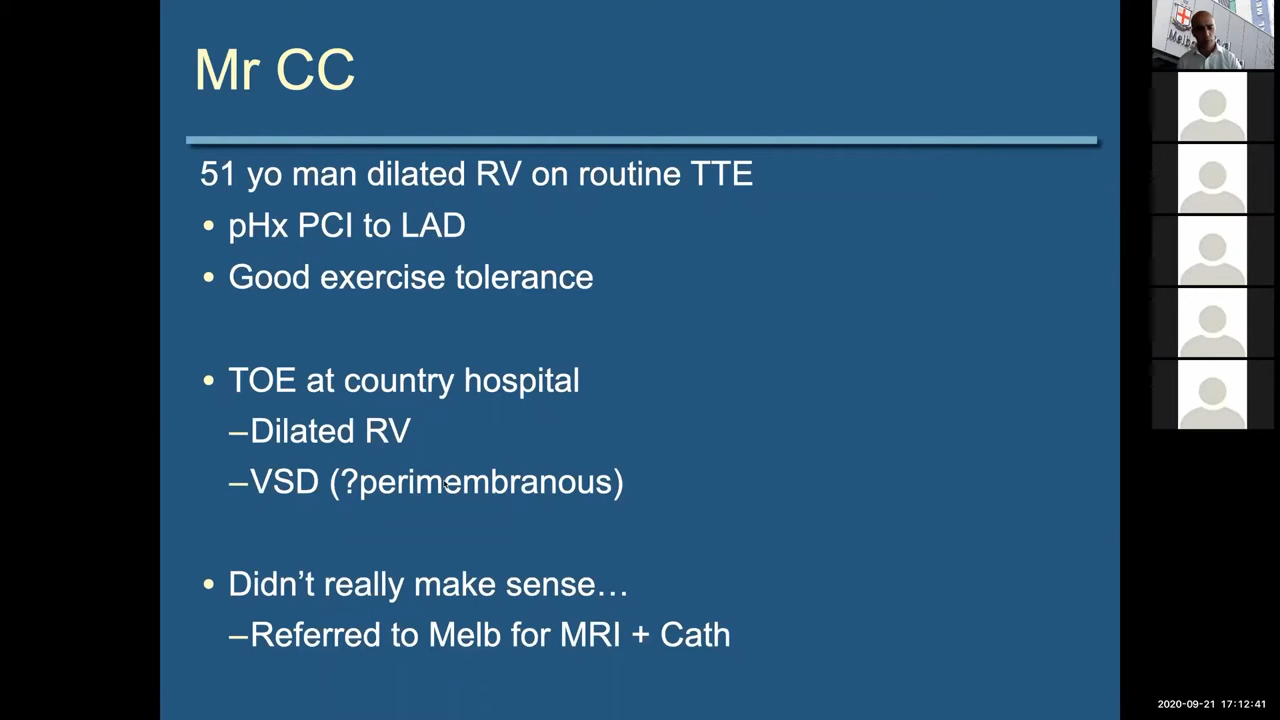 Mr CC
51 yo man dilated RV on routine TTE
• pHx PCI to LAD
• Good exercise tolerance
• TOE at country hospital
–Dilated RV
–VSD (?perimembranous)
• Didn’t really make sense…
–Referred to Melb for MRI + Cath
2020-09-21 17:12:41